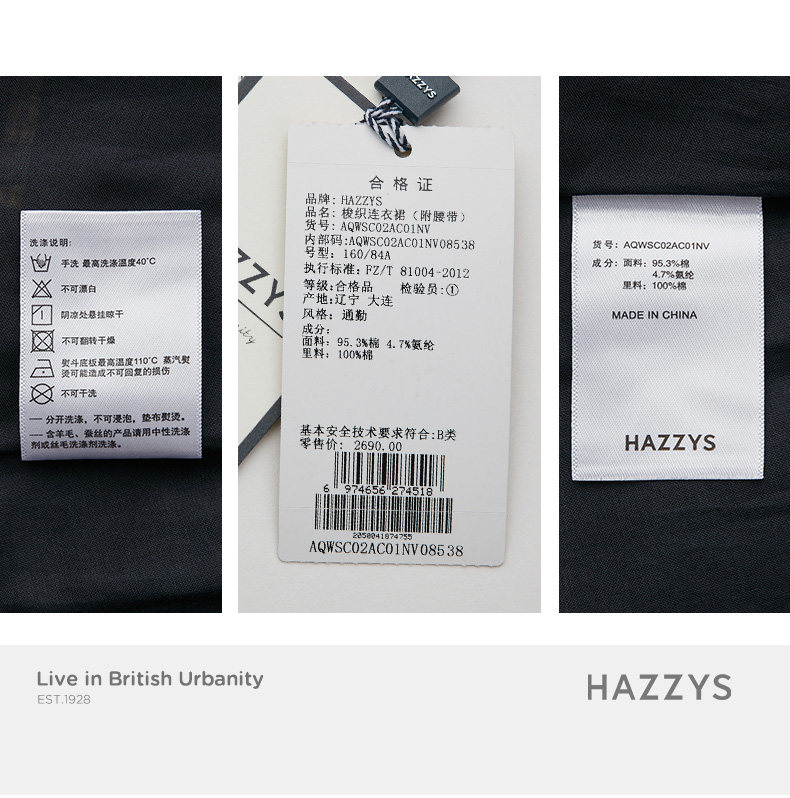 洗涤说明:
手洗 最高洗涤温度40℃
不可漂白
阴凉处悬挂晾干
不可翻转干燥
熨斗底板最高温度110℃ 蒸汽熨
烫可能造成不可回复的损伤
不可干洗
— 分开洗涤，不可浸泡，垫布熨烫。
— 含羊毛、蚕丝的产品请用中性洗涤
剂或丝毛洗涤剂洗涤。
HAZZYS
合格证
品牌: HAZZYS
品名: 梭织连衣裙（附腰带）
货号: AQWSC02AC01NV
内部码:AQWSC02AC01NV08538
号型: 160/84A
执行标准: FZ/T 81004-2012
等级:合格品 检验员:①
产地:辽宁 大连
风格: 通勤
成分:
面料: 95.3%棉 4.7%氨纶
里料: 100%棉
基本安全技术要求符合:B类
零售价: 2690.00
6 974656 274518
2050041874755
AQWSC02AC01NV08538
ZZYS
货号: AQWSC02AC01NV
成分: 面料: 95.3%棉
4.7%氨纶
里料: 100%棉
MADE IN CHINA
HAZZYS
Live in British Urbanity
EST.1928
HAZZYS